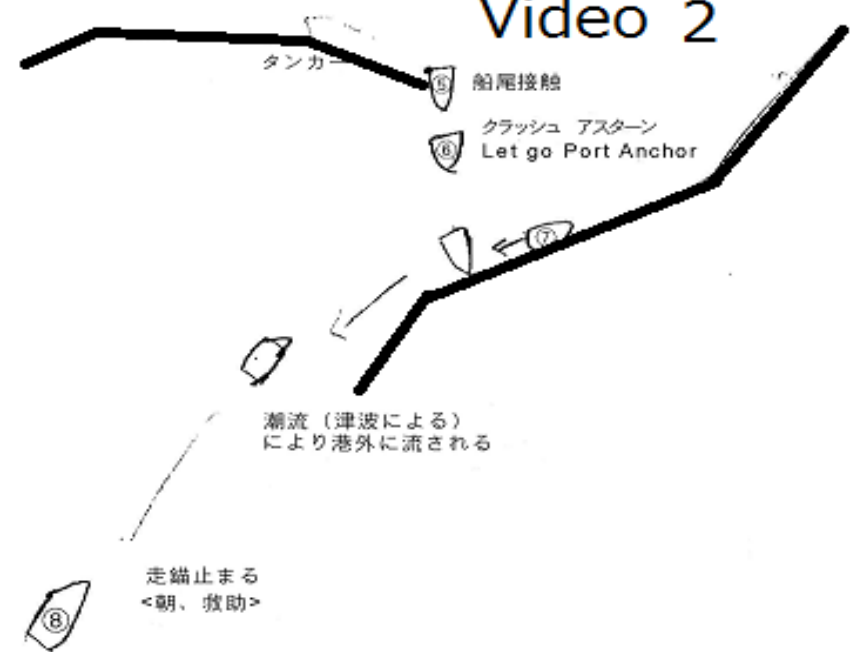 Video 2
タンカー
⑤ 船尾接触
クラッシュ アスターン
⑥ Let go Port Anchor
⑦
潮流（津波による）
により港外に流される
走錨止まる
<朝、救助>
⑧